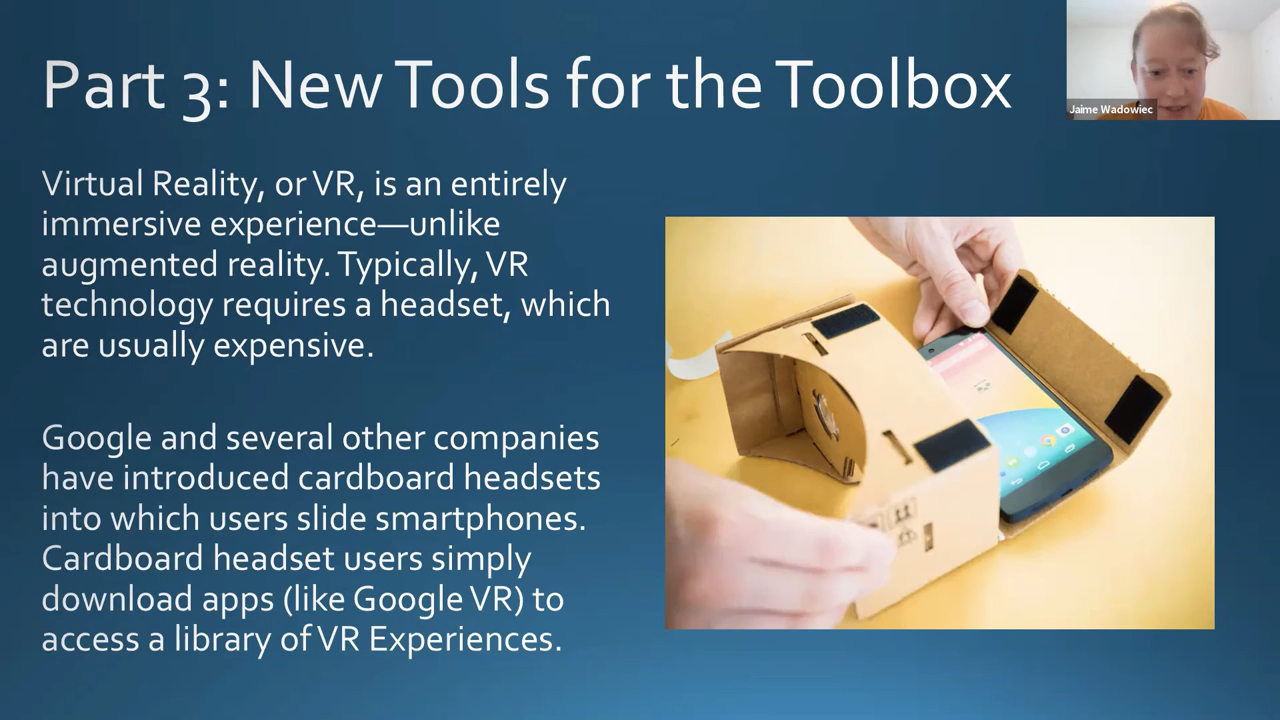 Part 3: New Tools for the Toolbox
Jaime Wadowiec
Virtual Reality, or VR, is an entirely
immersive experience—unlike
augmented reality. Typically, VR
technology requires a headset, which
are usually expensive.
Google and several other companies
have introduced cardboard headsets
into which users slide smartphones.
Cardboard headset users simply
download apps (like Google VR) to
access a library of VR Experiences.